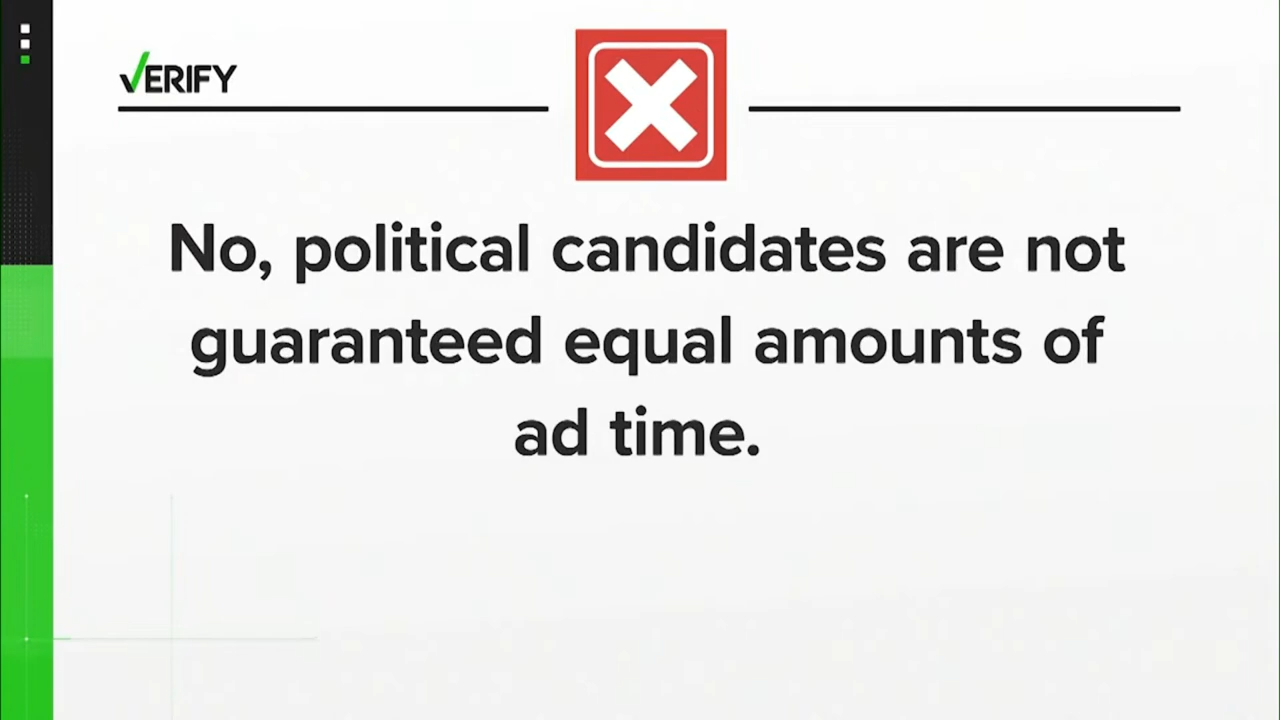 VERIFY
No, political candidates are not
guaranteed equal amounts of
ad time.